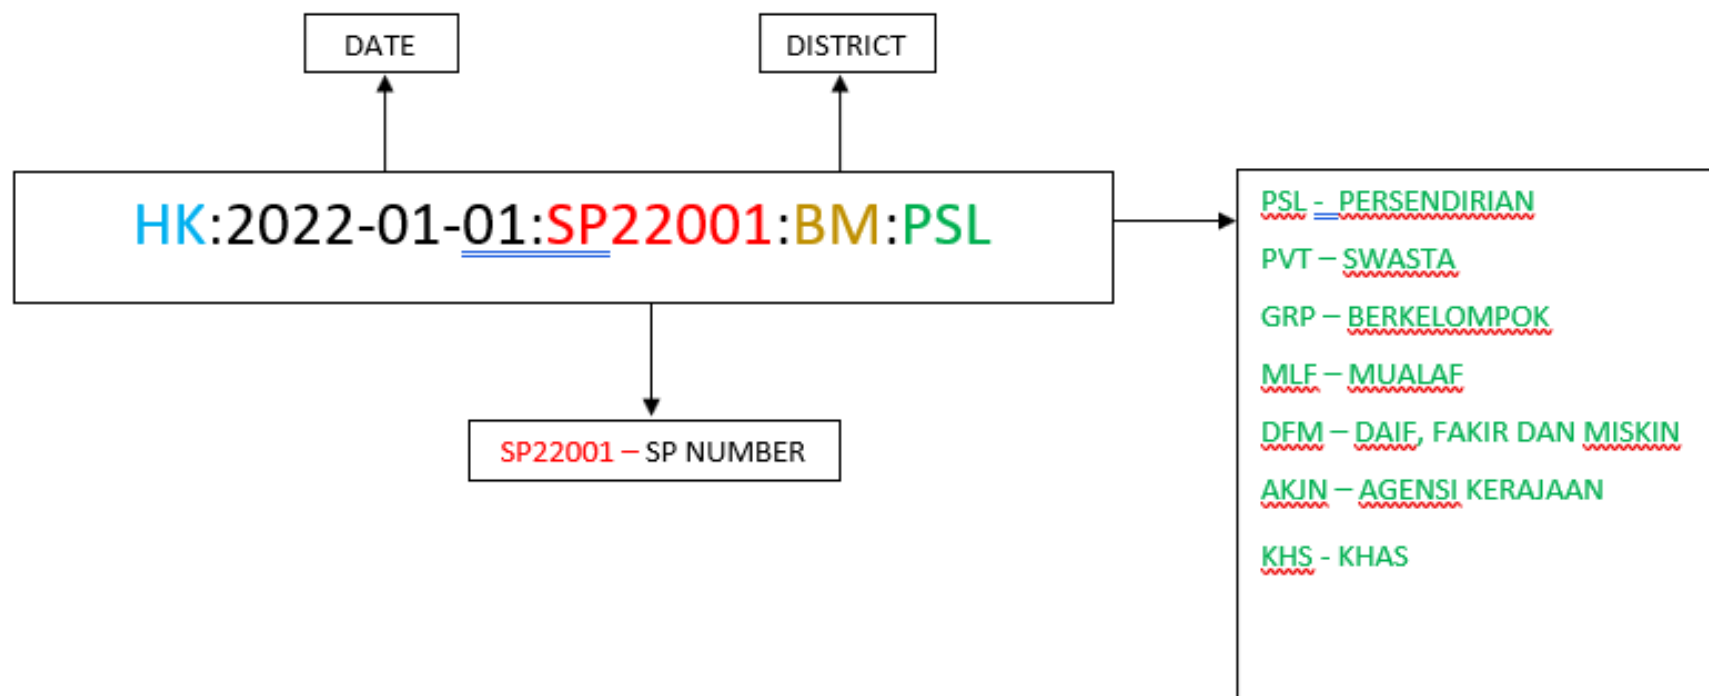 DATE
DISTRICT
HK:2022-01-01:SP22001:BM:PSL
SP22001 – SP NUMBER
PSL - PERSENDIRIAN
PVT – SWASTA
GRP – BERKELOMPOK
MLF – MUALAF
DFM – DAIF, FAKIR DAN MISKIN
AKJN – AGENSI KERAJAAN
KHS - KHAS